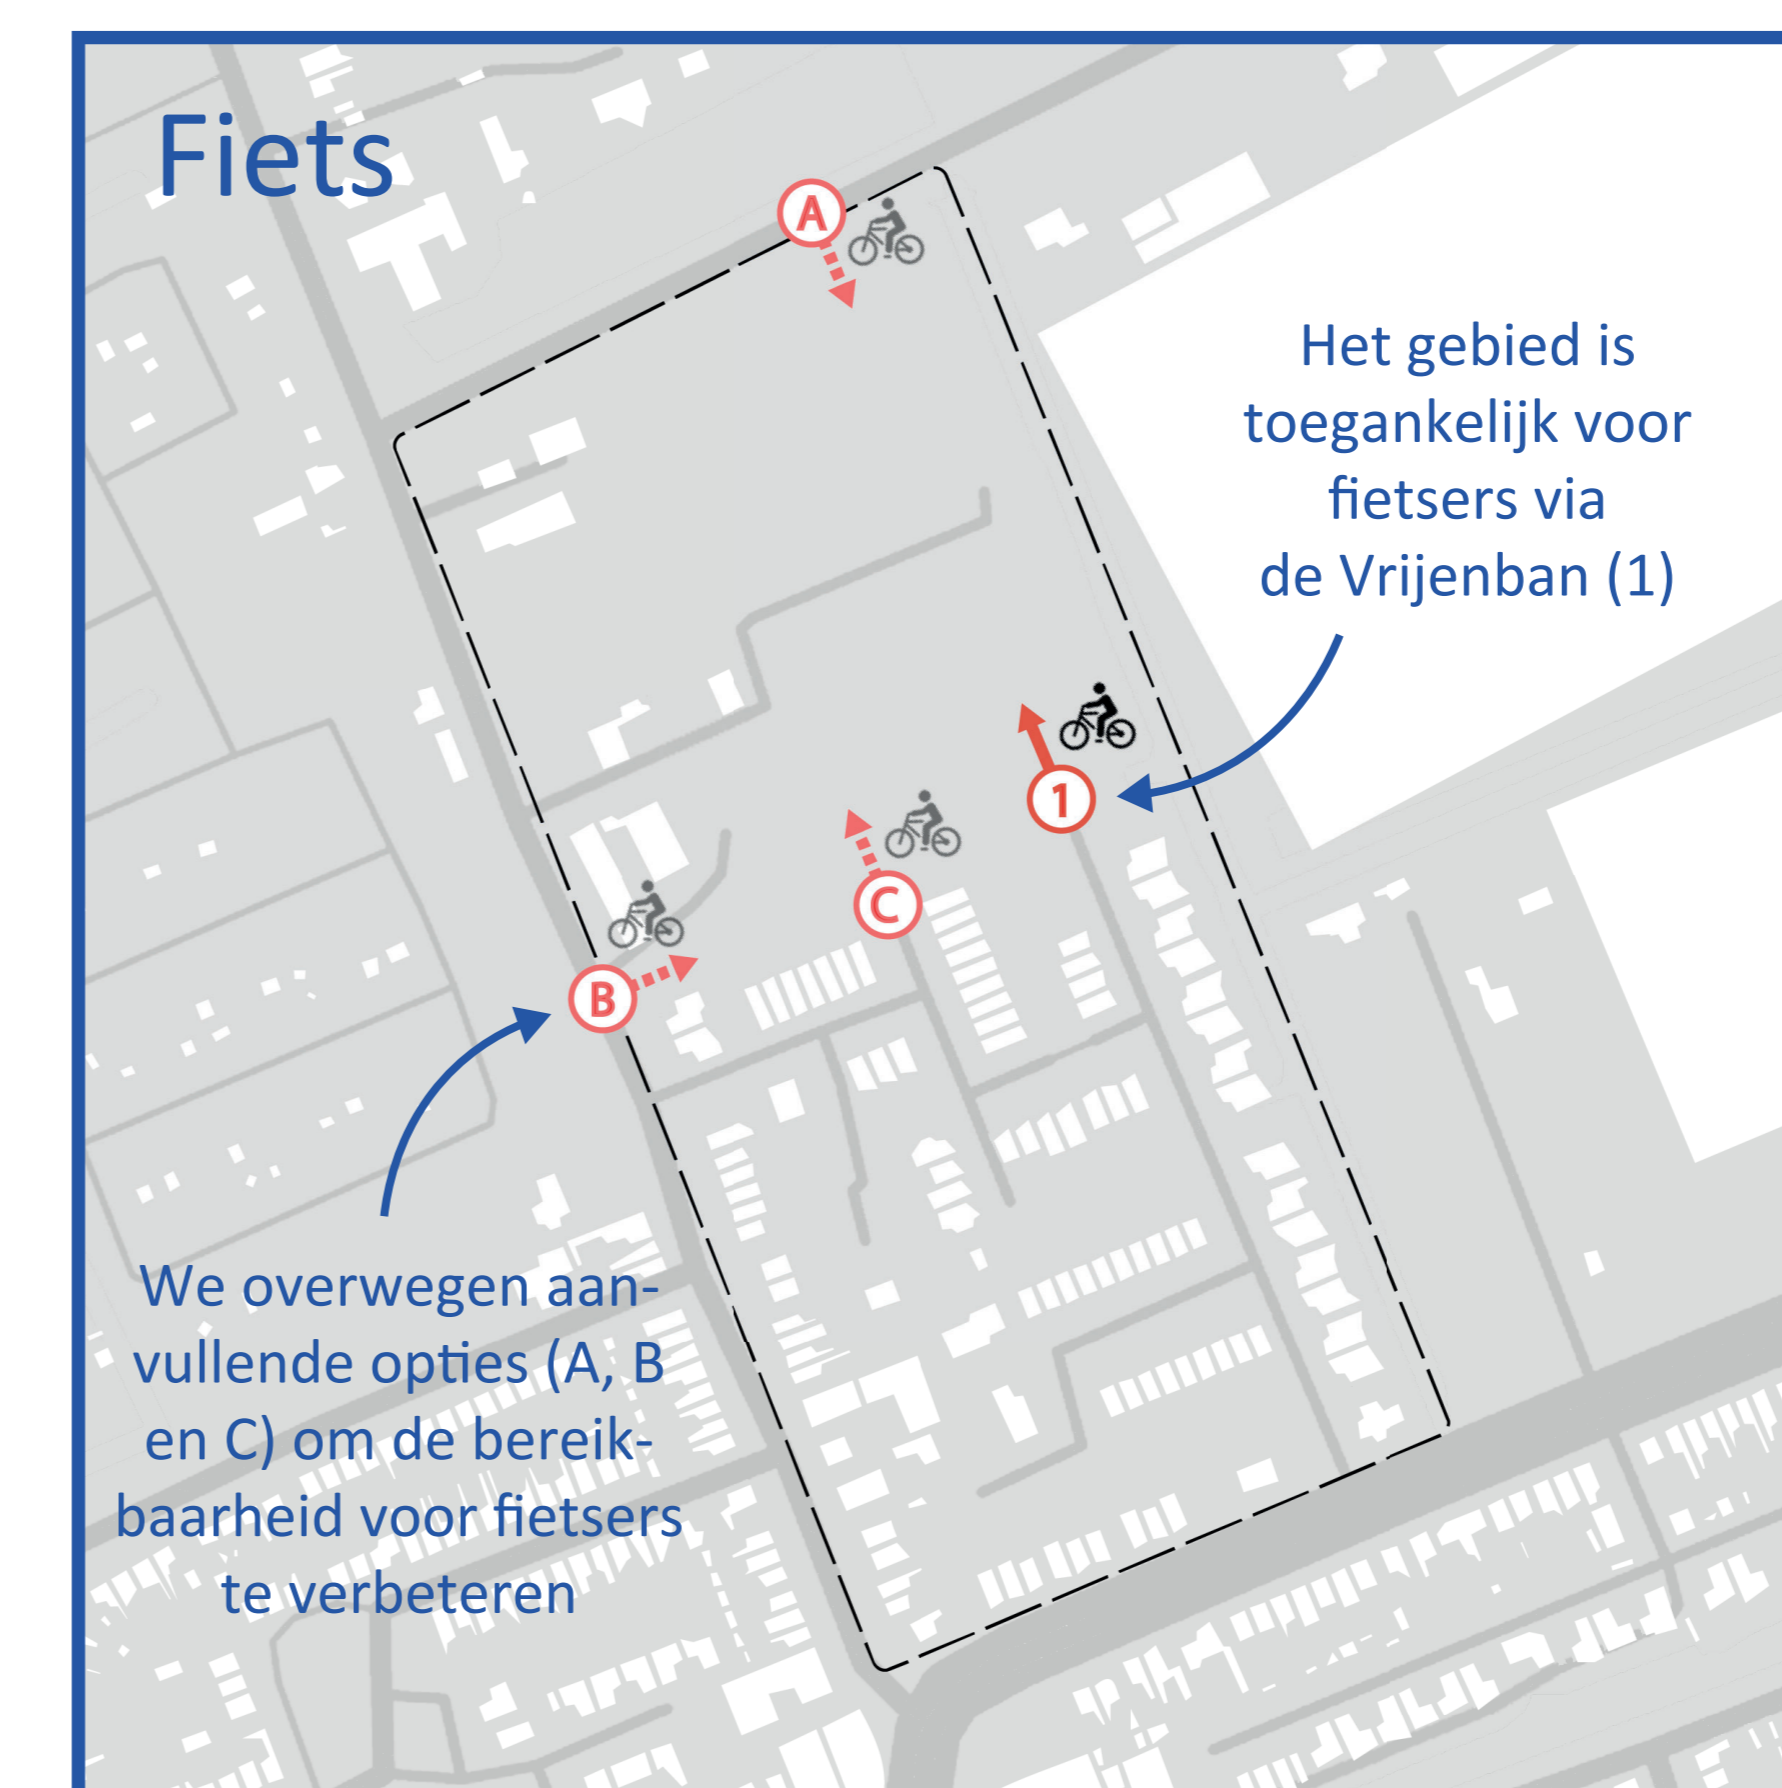 Fiets
A
Het gebied is
toegankelijk voor
fietsers via
de Vrijenban (1)
1
C
B
We overwegen aan-
vullende opties (A, B
en C) om de bereik-
baarheid voor fietsers
te verbeteren